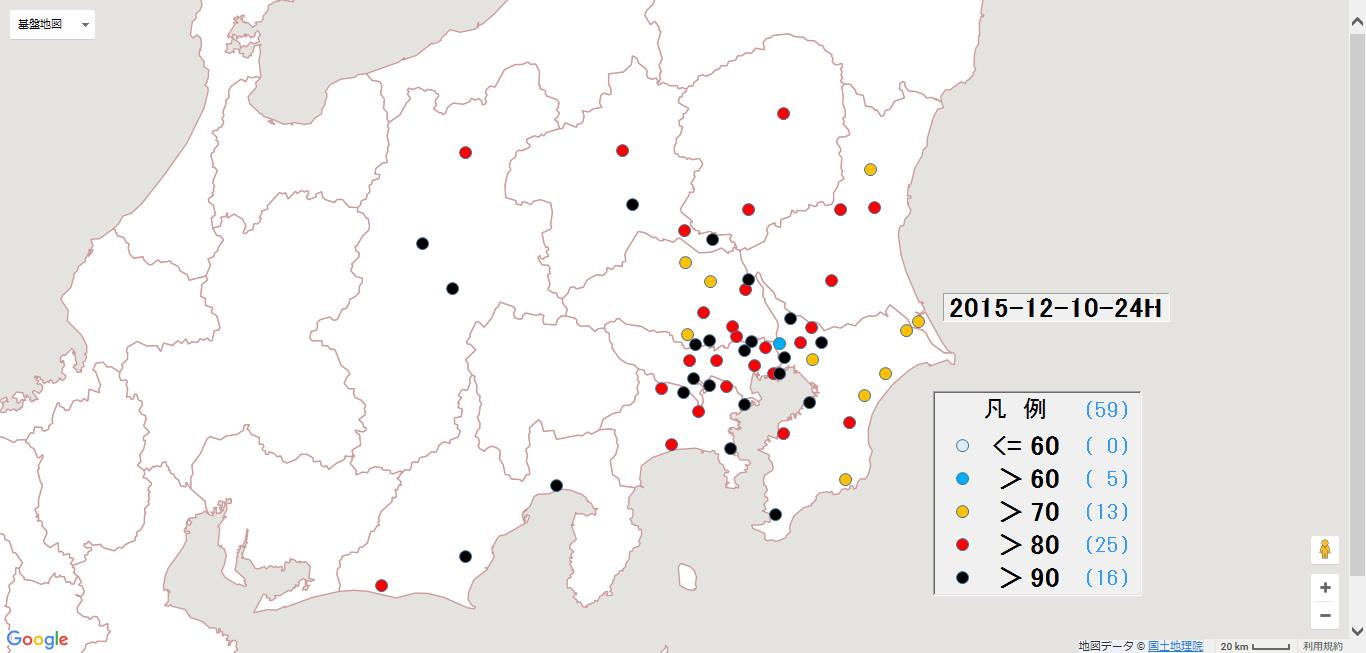 基盤地図
2015-12-10-24H
凡 例 (59)
<= 60 ( 0)
> 60 ( 5)
> 70 (13)
> 80 (25)
> 90 (16)
+
−
Google
地図データ © 国土地理院 20 km 利用規約